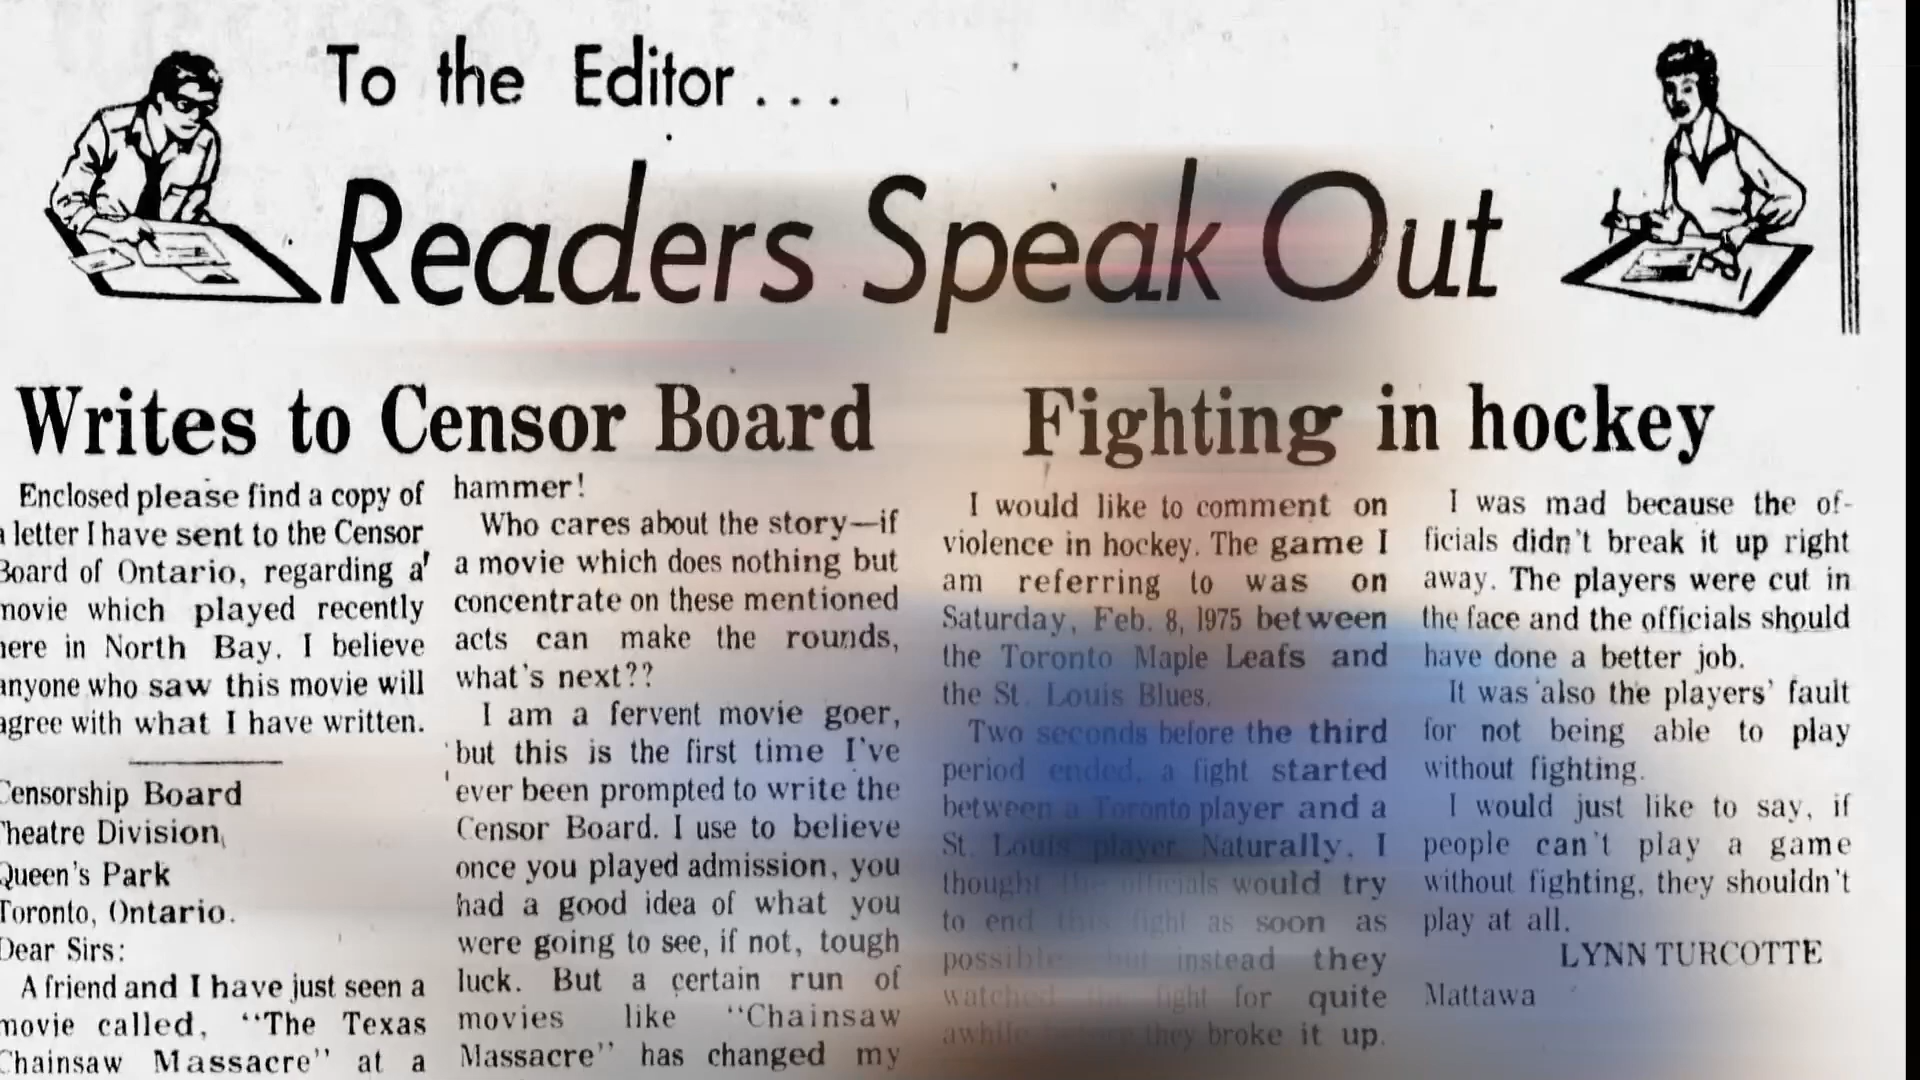 To the Editor...
Readers Speak Out
Writes to Censor Board
Enclosed please find a copy of
a letter I have sent to the Censor
Board of Ontario, regarding a
movie which played recently
here in North Bay. I believe
anyone who saw this movie will
agree with what I have written.
Censorship Board
Theatre Division,
Queen's Park
Toronto, Ontario.
Dear Sirs:
A friend and I have just seen a
movie called, "The Texas
Chainsaw Massacre" at a
hammer!
Who cares about the story—if
a movie which does nothing but
concentrate on these mentioned
acts can make the rounds,
what's next??
I am a fervent movie goer,
but this is the first time I've
ever been prompted to write the
Censor Board. I use to believe
once you played admission, you
had a good idea of what you
were going to see, if not, tough
luck. But a certain run of
movies like "Chainsaw
Massacre" has changed my
Fighting in hockey
I would like to comment on
violence in hockey. The game I
am referring to was on
Saturday, Feb. 8, 1975 between
the Toronto Maple Leafs and
the St. Louis Blues.
Two seconds before the third
period ended, a fight started
between a Toronto player and a
St. Louis player. Naturally, I
thought the officials would try
to end this fight as soon as
possible, but instead they
watched the fight for quite
awhile before they broke it up.
I was mad because the of-
ficials didn't break it up right
away. The players were cut in
the face and the officials should
have done a better job.
It was also the players' fault
for not being able to play
without fighting.
I would just like to say, if
people can't play a game
without fighting, they shouldn't
play at all.
LYNN TURCOTTE
Mattawa